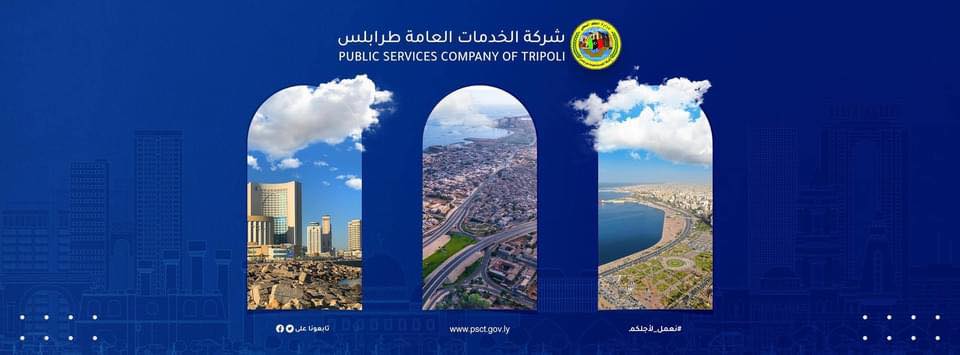 شركة الخدمات العامة طرابلس
PUBLIC SERVICES COMPANY OF TRIPOLI
#نعمل_لأجلكم
www.psct.gov.ly
تابعونا على